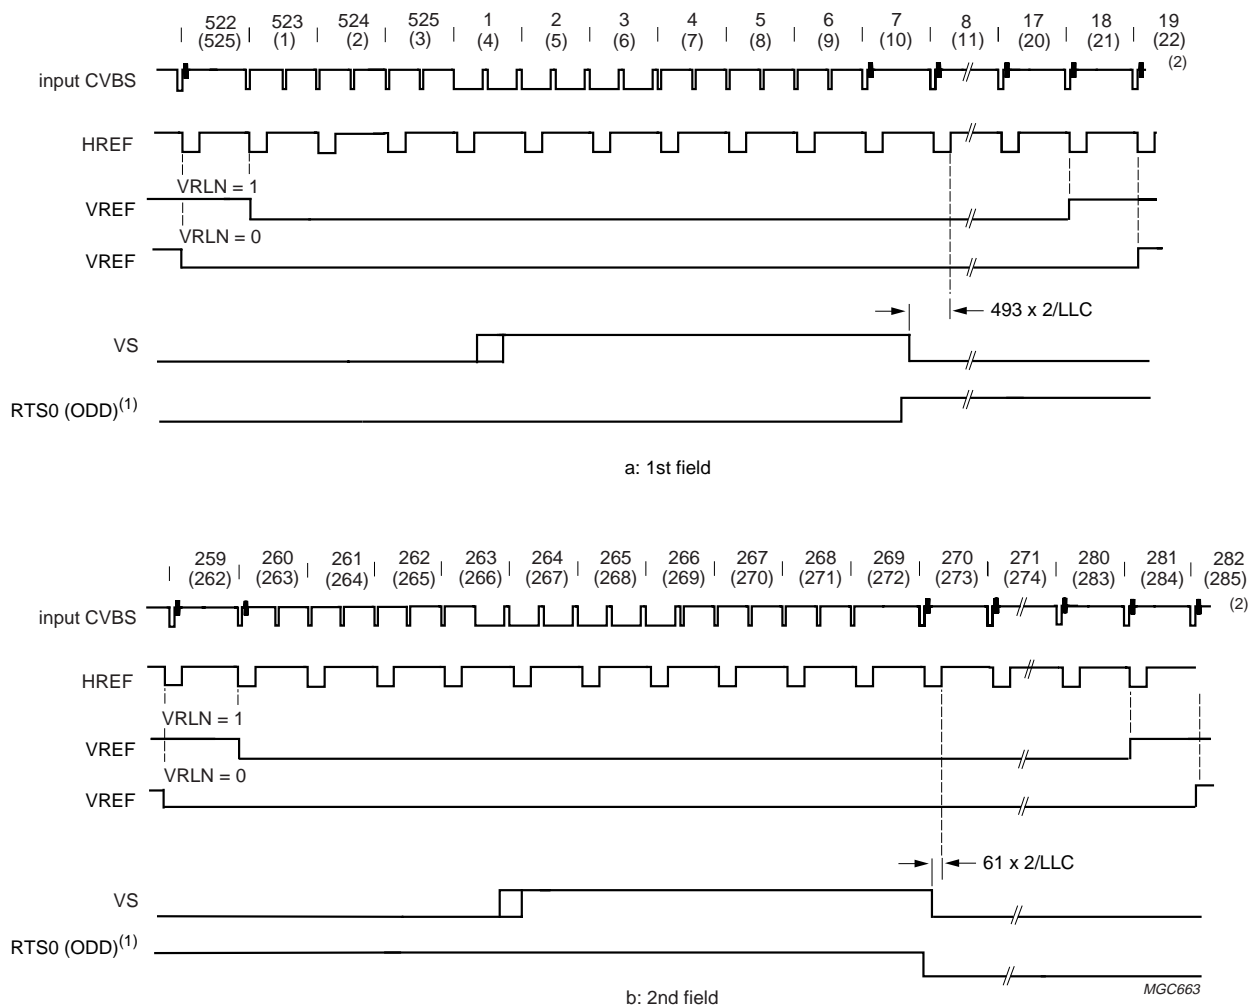 522 523 524 525 1 2 3 4 5 6 7 8 17 18 19
(525) (1) (2) (3) (4) (5) (6) (7) (8) (9) (10) (11) (20) (21) (22)
(2)
input CVBS
HREF
VRLN = 1
VREF
VRLN = 0
VREF
493 x 2/LLC
VS
RTS0 (ODD)(1)
a: 1st field
259 260 261 262 263 264 265 266 267 268 269 270 271 280 281 282
(262) (263) (264) (265) (266) (267) (268) (269) (270) (271) (272) (273) (274) (283) (284) (285)
input CVBS (2)
HREF
VRLN = 1
VREF
VRLN = 0
VREF
61 x 2/LLC
VS
RTS0 (ODD)(1)
MGC663
b: 2nd field